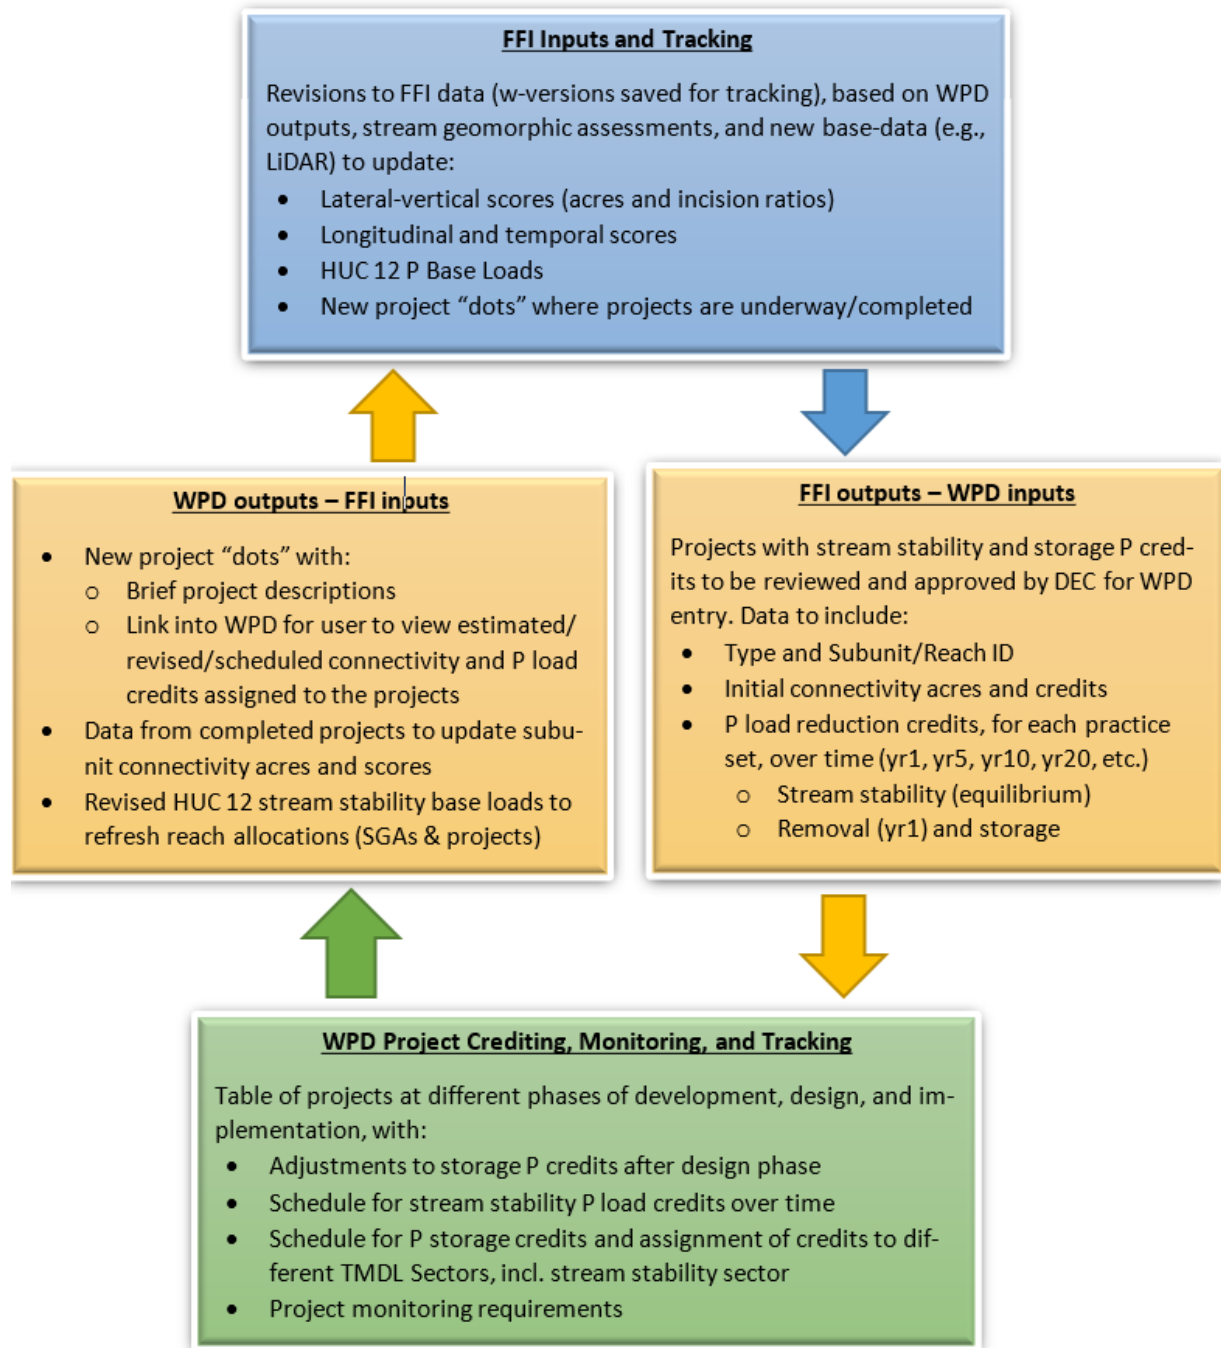 FFI Inputs and Tracking
Revisions to FFI data (w-versions saved for tracking), based on WPD
outputs, stream geomorphic assessments, and new base-data (e.g.,
LiDAR) to update:
• Lateral-vertical scores (acres and incision ratios)
• Longitudinal and temporal scores
• HUC 12 P Base Loads
• New project “dots” where projects are underway/completed
WPD outputs – FFI inputs
• New project “dots” with:
o Brief project descriptions
o Link into WPD for user to view estimated/
revised/scheduled connectivity and P load
credits assigned to the projects
• Data from completed projects to update subu-
nit connectivity acres and scores
• Revised HUC 12 stream stability base loads to
refresh reach allocations (SGAs & projects)
FFI outputs – WPD inputs
Projects with stream stability and storage P cred-
its to be reviewed and approved by DEC for WPD
entry. Data to include:
• Type and Subunit/Reach ID
• Initial connectivity acres and credits
• P load reduction credits, for each practice
set, over time (yr1, yr5, yr10, yr20, etc.)
o Stream stability (equilibrium)
o Removal (yr1) and storage
WPD Project Crediting, Monitoring, and Tracking
Table of projects at different phases of development, design, and im-
plementation, with:
• Adjustments to storage P credits after design phase
• Schedule for stream stability P load credits over time
• Schedule for P storage credits and assignment of credits to dif-
ferent TMDL Sectors, incl. stream stability sector
• Project monitoring requirements